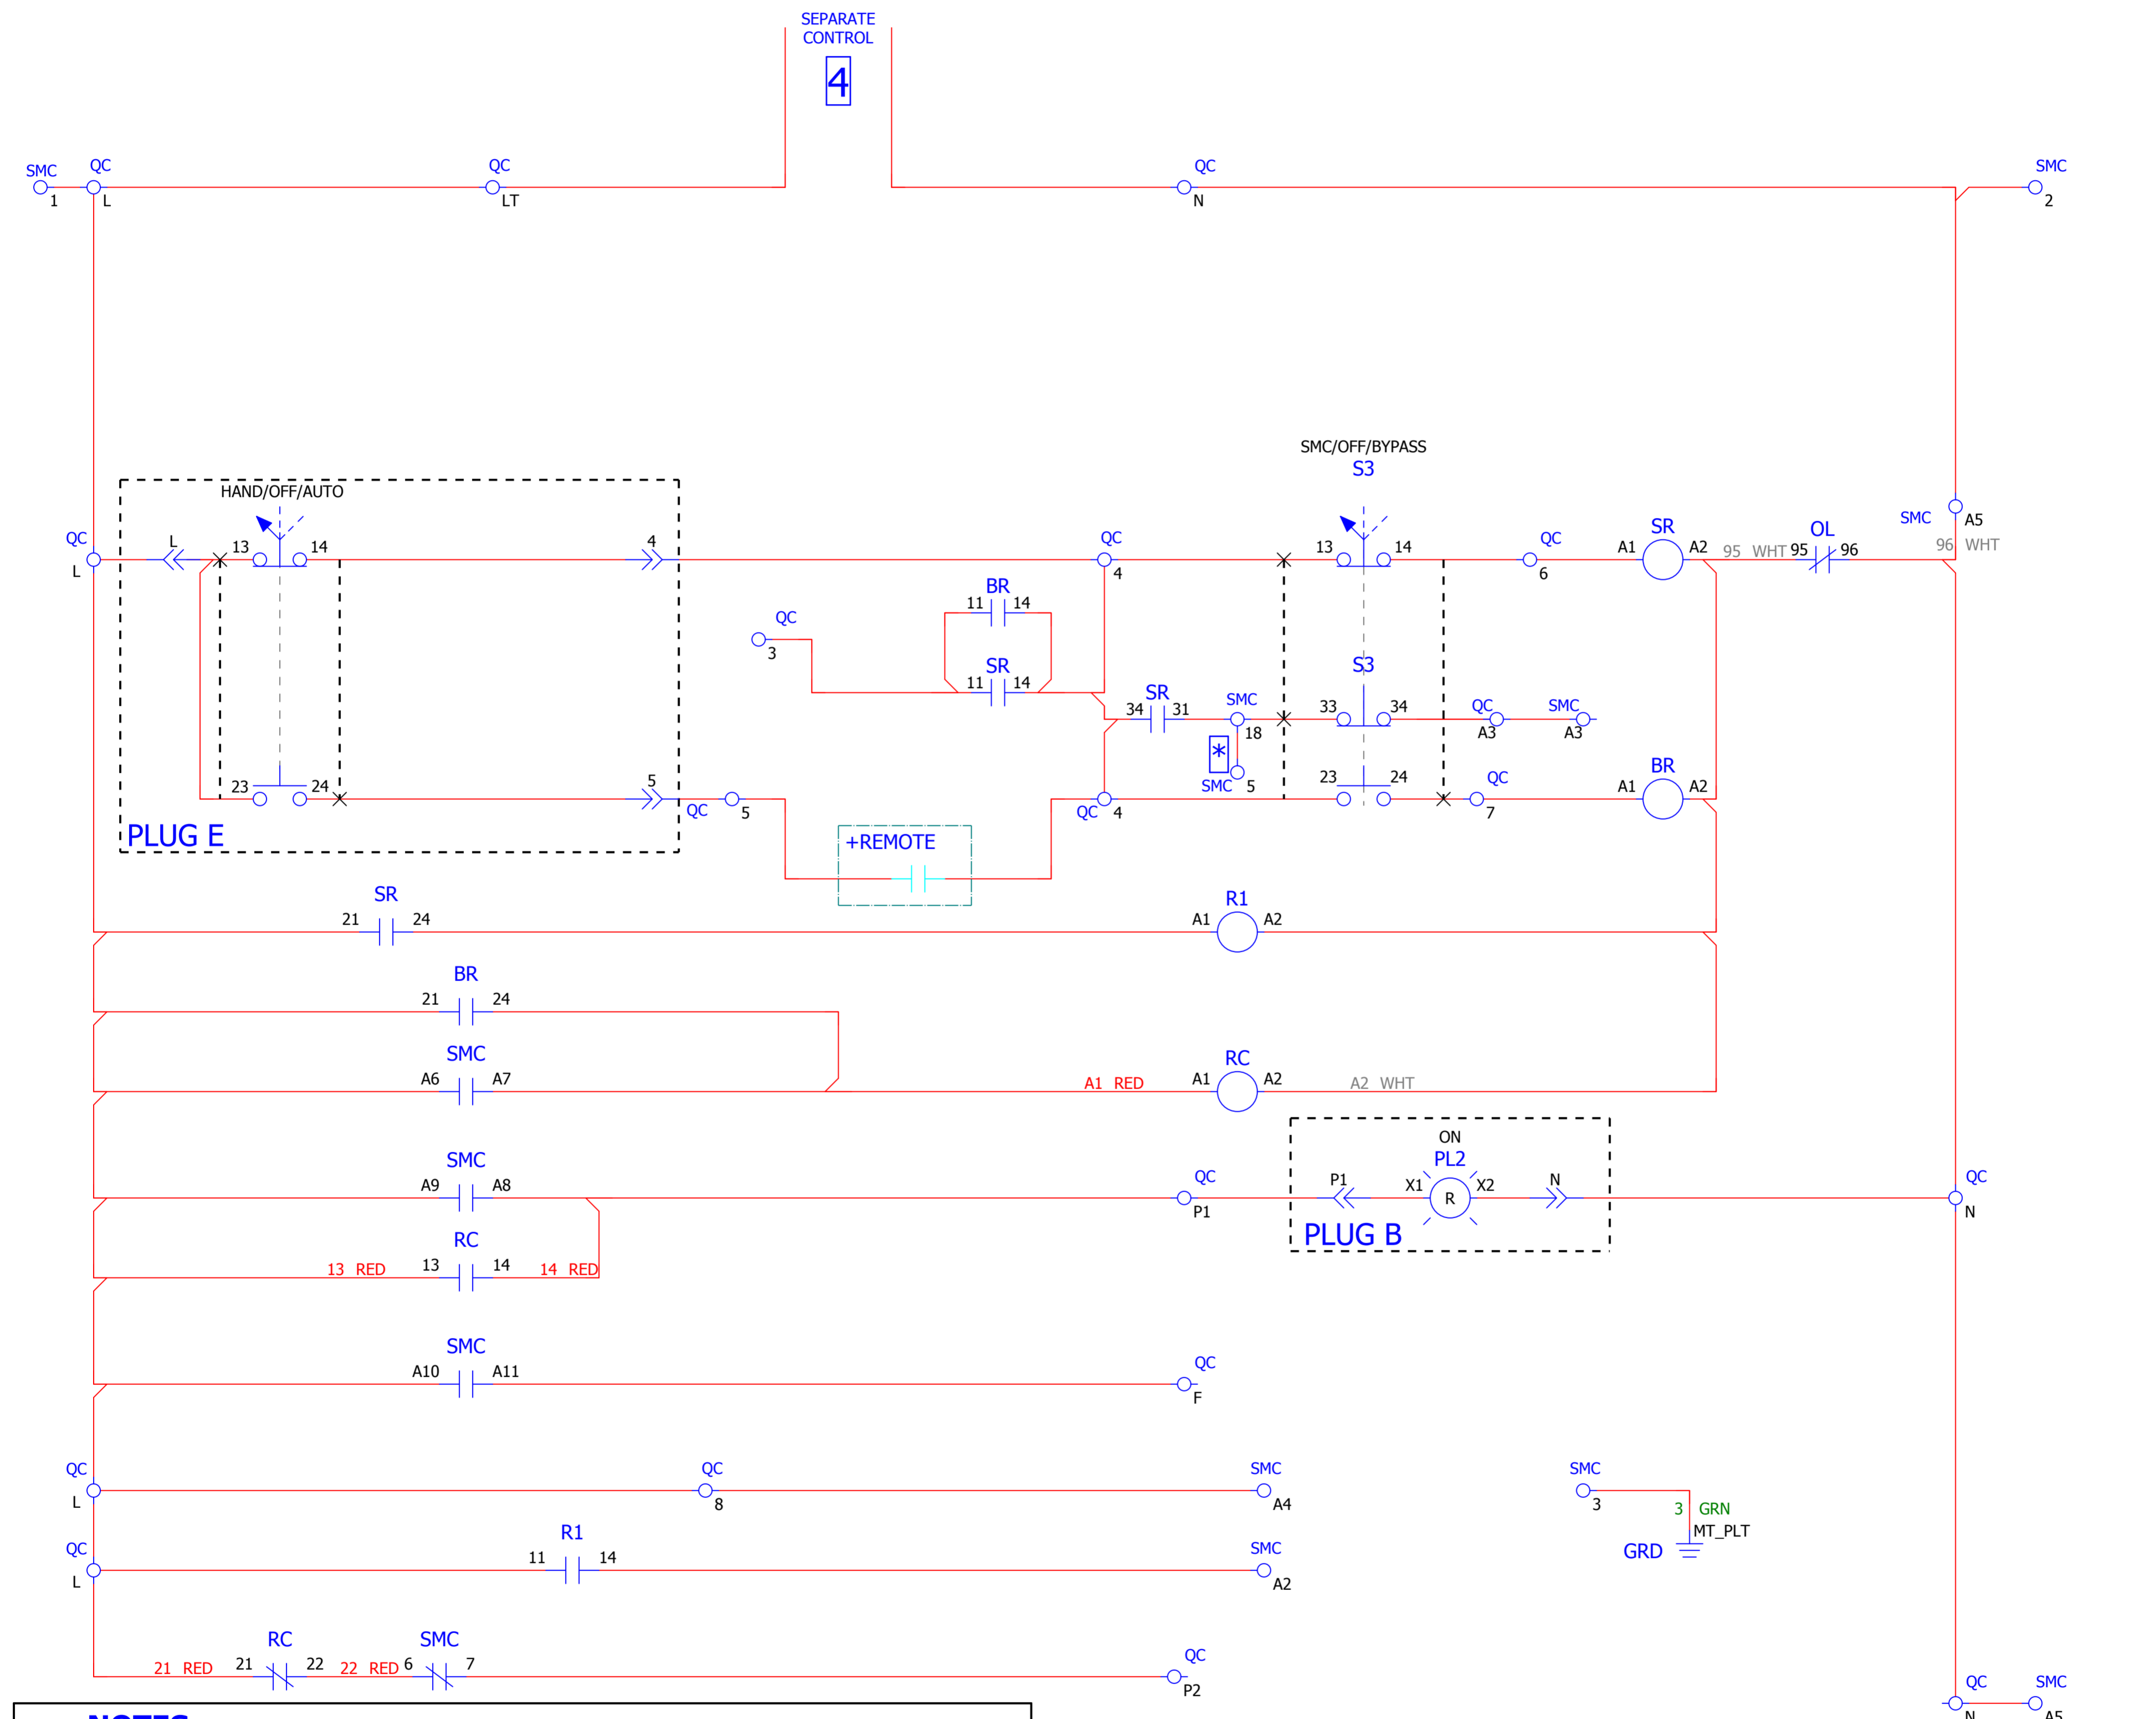 SEPARATE
CONTROL
4
SMC
1
QC
L
QC
LT
QC
N
SMC
2
SMC/OFF/BYPASS
S3
HAND/OFF/AUTO
QC
L
L
13
14
4
QC
4
13
14
QC
6
SR
A1
A2
95 WHT
OL
95
96
SMC
A5
96 WHT
BR
11
14
QC
3
SR
11
14
S3
SR
34
31
SMC
18
33
34
QC
A3
SMC
A3
*
SMC
5
23
24
5
QC
5
QC
4
23
24
QC
7
BR
A1
A2
PLUG E
+REMOTE
SR
21
24
R1
A1
A2
BR
21
24
SMC
A6
A7
A1 RED
RC
A1
A2
A2 WHT
SMC
A9
A8
QC
P1
ON
PL2
P1
X1
R
X2
N
QC
N
PLUG B
RC
13 RED
13
14
14 RED
SMC
A10
A11
QC
F
QC
L
QC
8
SMC
A4
SMC
3
3 GRN
MT_PLT
GRD
QC
L
R1
11
14
SMC
A2
RC
21 RED
21
22
22 RED
SMC
6
7
QC
P2
QC
N
SMC
A5
NOTES